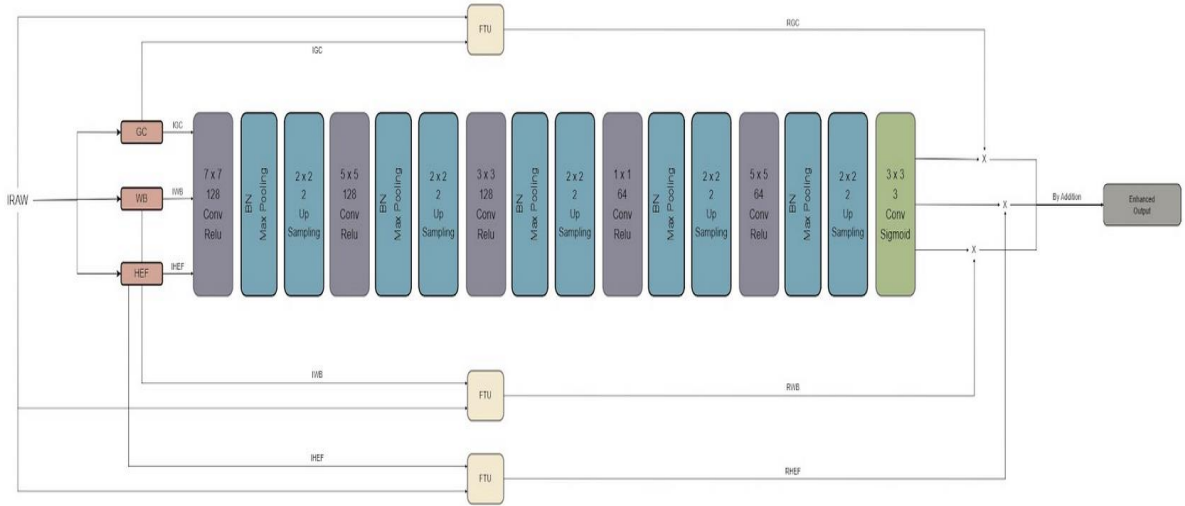 FTU
RGC
IGC
GC
IGC
IRAW
WB
IWB
HEF
IHEF
7 x 7
128
Conv
Relu
BN
Max Pooling
2 x 2
2
Up
Sampling
5 x 5
128
Conv
Relu
BN
Max Pooling
2 x 2
2
Up
Sampling
3 x 3
128
Conv
Relu
BN
Max Pooling
2 x 2
2
Up
Sampling
1 x 1
64
Conv
Relu
BN
Max Pooling
2 x 2
2
Up
Sampling
5 x 5
64
Conv
Relu
BN
Max Pooling
2 x 2
2
Up
Sampling
3 x 3
3
Conv
Sigmoid
X
X
X
By Addition
Enhanced
Output
IWB
FTU
RWB
IHEF
FTU
RHEF